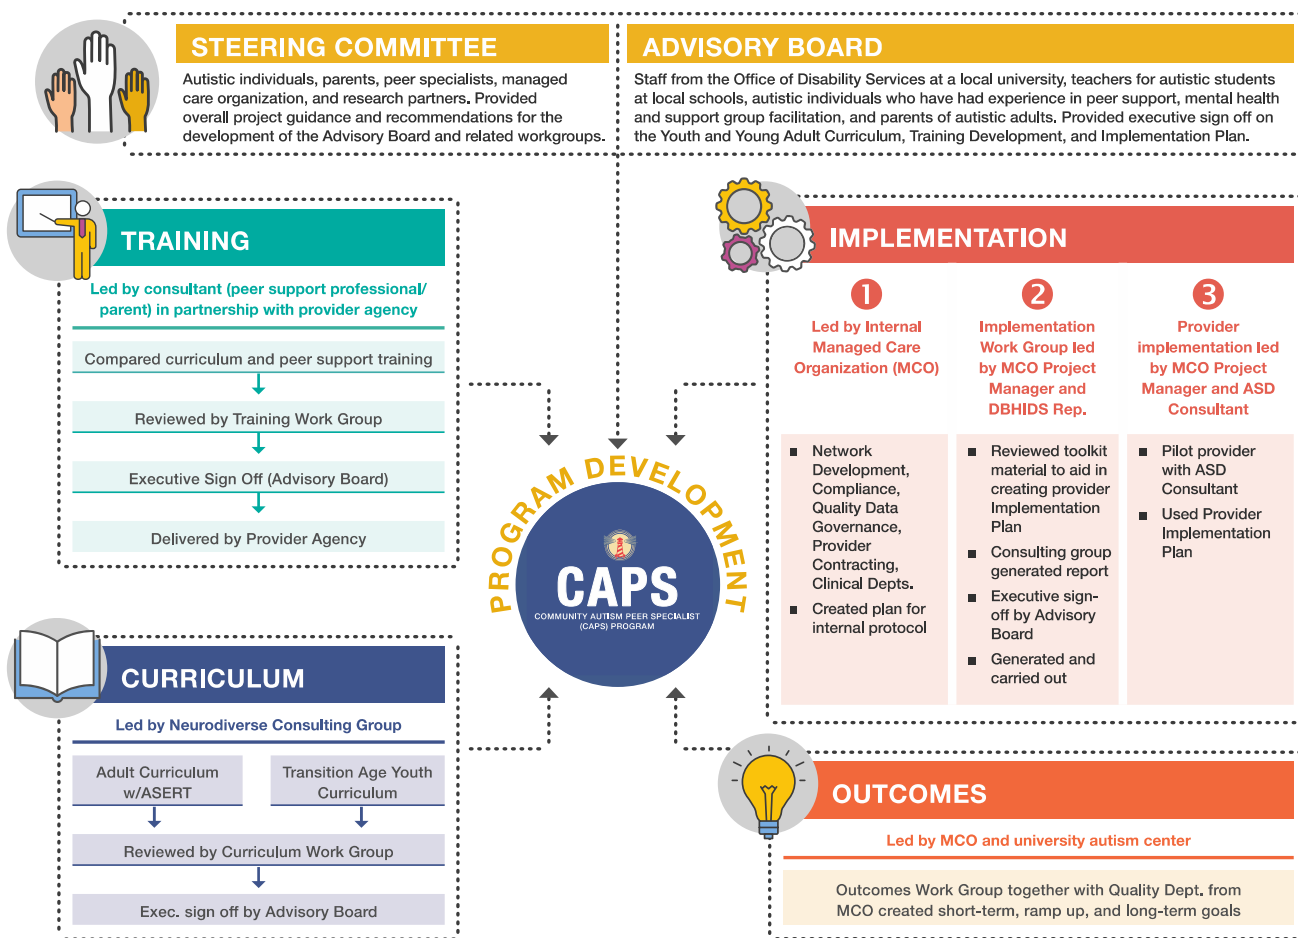 STEERING COMMITTEE
Autistic individuals, parents, peer specialists, managed
care organization, and research partners. Provided
overall project guidance and recommendations for the
development of the Advisory Board and related workgroups.
ADVISORY BOARD
Staff from the Office of Disability Services at a local university, teachers for autistic students
at local schools, autistic individuals who have had experience in peer support, mental health
and support group facilitation, and parents of autistic adults. Provided executive sign off on
the Youth and Young Adult Curriculum, Training Development, and Implementation Plan.
TRAINING
Led by consultant (peer support professional/
parent) in partnership with provider agency
Compared curriculum and peer support training
Reviewed by Training Work Group
Executive Sign Off (Advisory Board)
Delivered by Provider Agency
IMPLEMENTATION
1
Led by Internal
Managed Care
Organization (MCO)
■ Network
Development,
Compliance,
Quality Data
Governance,
Provider
Contracting,
Clinical Depts.
■ Created plan for
internal protocol
2
Implementation
Work Group led
by MCO Project
Manager and
DBHIDS Rep.
■ Reviewed toolkit
material to aid in
creating provider
Implementation
Plan
■ Consulting group
generated report
■ Executive sign-
off by Advisory
Board
■ Generated and
carried out
3
Provider
implementation led
by MCO Project
Manager and ASD
Consultant
■ Pilot provider
with ASD
Consultant
■ Used Provider
Implementation
Plan
PROGRAM DEVELOPMENT
CAPS
COMMUNITY AUTISM PEER SPECIALIST
(CAPS) PROGRAM
CURRICULUM
Led by Neurodiverse Consulting Group
Adult Curriculum
w/ASERT
Transition Age Youth
Curriculum
Reviewed by Curriculum Work Group
Exec. sign off by Advisory Board
OUTCOMES
Led by MCO and university autism center
Outcomes Work Group together with Quality Dept. from
MCO created short-term, ramp up, and long-term goals